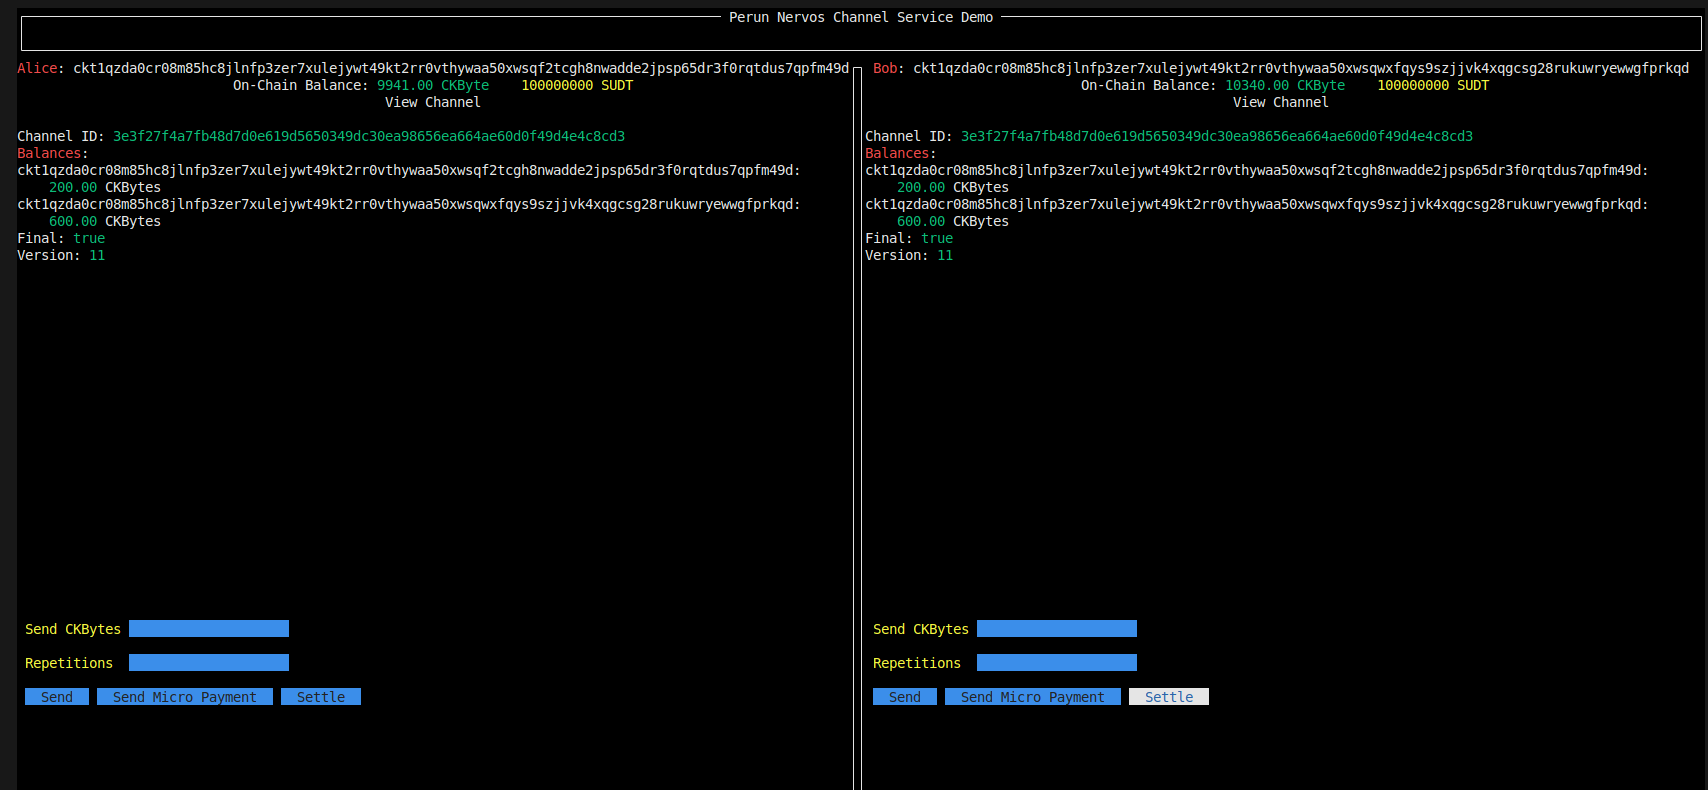 Perun Nervos Channel Service Demo
Alice: ckt1qzda0cr08m85hc8jlnfp3zer7xulejywt49kt2rr0vthywaa50xwsqf2tcgh8nwadde2jpsp65dr3f0rqtdus7qpfm49d
On-Chain Balance: 9941.00 CKByte 100000000 SUDT
View Channel
Channel ID: 3e3f27f4a7fb48d7d0e619d5650349dc30ea98656ea664ae60d0f49d4e4c8cd3
Balances:
ckt1qzda0cr08m85hc8jlnfp3zer7xulejywt49kt2rr0vthywaa50xwsqf2tcgh8nwadde2jpsp65dr3f0rqtdus7qpfm49d:
200.00 CKBytes
ckt1qzda0cr08m85hc8jlnfp3zer7xulejywt49kt2rr0vthywaa50xwsqwxfqys9szjjvk4xqgcsg28rukuwryewwgfprkqd:
600.00 CKBytes
Final: true
Version: 11
Send CKBytes
Repetitions
Send Send Micro Payment Settle
Bob: ckt1qzda0cr08m85hc8jlnfp3zer7xulejywt49kt2rr0vthywaa50xwsqwxfqys9szjjvk4xqgcsg28rukuwryewwgfprkqd
On-Chain Balance: 10340.00 CKByte 100000000 SUDT
View Channel
Channel ID: 3e3f27f4a7fb48d7d0e619d5650349dc30ea98656ea664ae60d0f49d4e4c8cd3
Balances:
ckt1qzda0cr08m85hc8jlnfp3zer7xulejywt49kt2rr0vthywaa50xwsqf2tcgh8nwadde2jpsp65dr3f0rqtdus7qpfm49d:
200.00 CKBytes
ckt1qzda0cr08m85hc8jlnfp3zer7xulejywt49kt2rr0vthywaa50xwsqwxfqys9szjjvk4xqgcsg28rukuwryewwgfprkqd:
600.00 CKBytes
Final: true
Version: 11
Send CKBytes
Repetitions
Send Send Micro Payment Settle